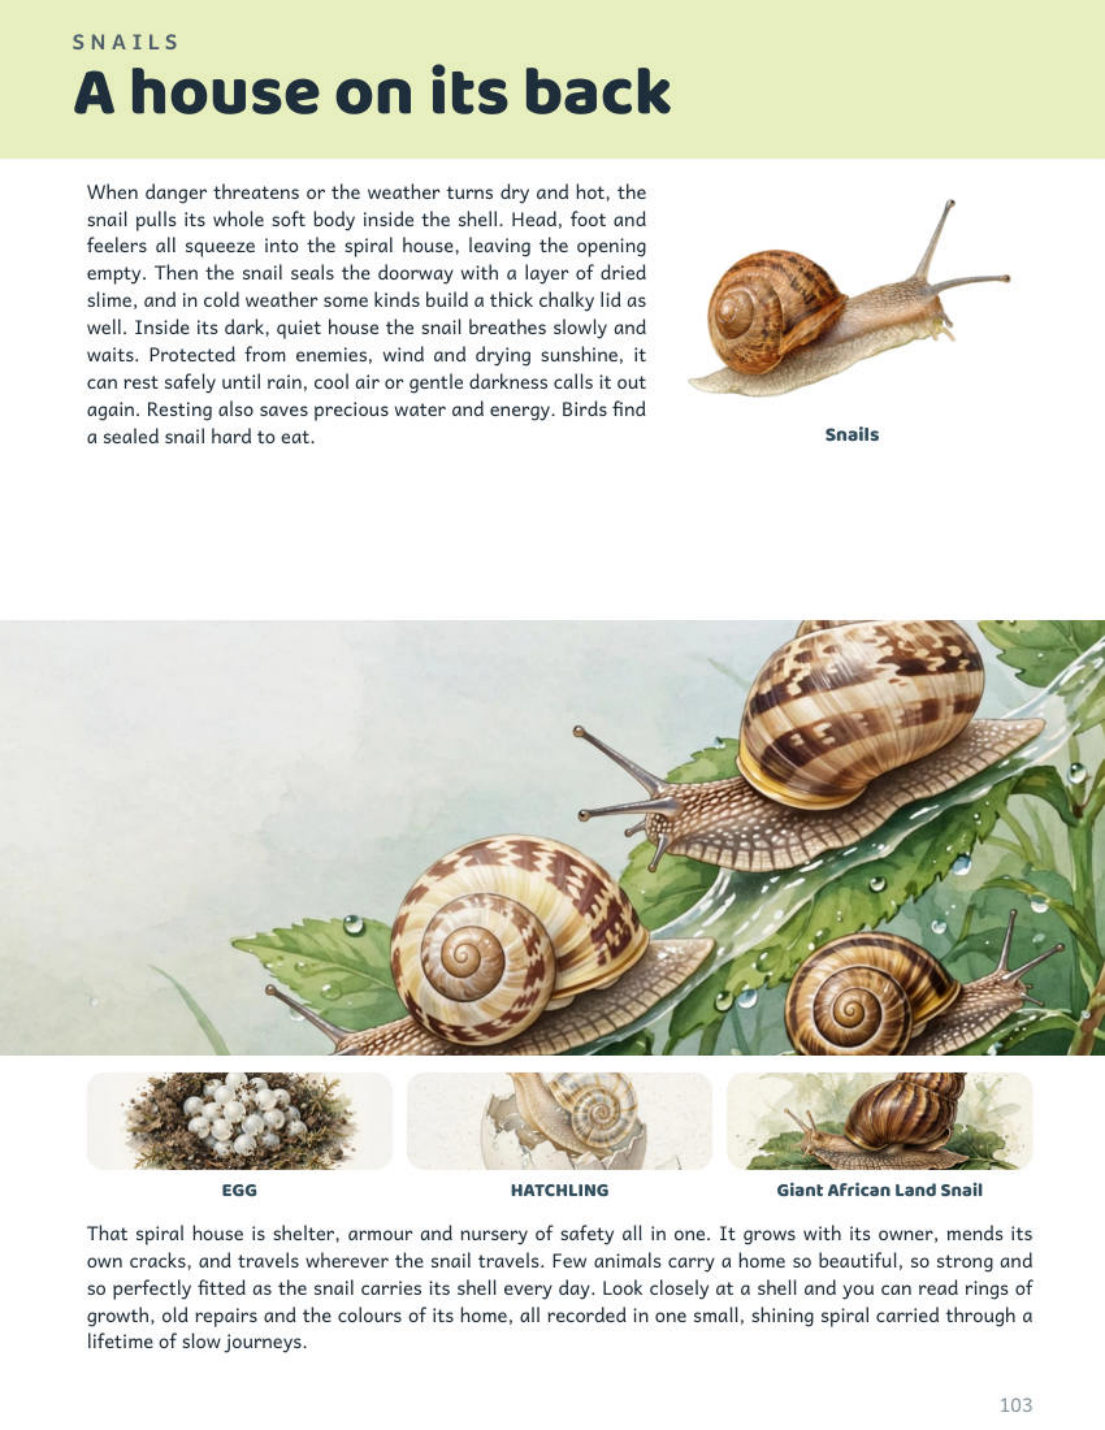 SNAILS
A house on its back
When danger threatens or the weather turns dry and hot, the
snail pulls its whole soft body inside the shell. Head, foot and
feelers all squeeze into the spiral house, leaving the opening
empty. Then the snail seals the doorway with a layer of dried
slime, and in cold weather some kinds build a thick chalky lid as
well. Inside its dark, quiet house the snail breathes slowly and
waits. Protected from enemies, wind and drying sunshine, it
can rest safely until rain, cool air or gentle darkness calls it out
again. Resting also saves precious water and energy. Birds find
a sealed snail hard to eat.
Snails
EGG
HATCHLING
Giant African Land Snail
That spiral house is shelter, armour and nursery of safety all in one. It grows with its owner, mends its
own cracks, and travels wherever the snail travels. Few animals carry a home so beautiful, so strong and
so perfectly fitted as the snail carries its shell every day. Look closely at a shell and you can read rings of
growth, old repairs and the colours of its home, all recorded in one small, shining spiral carried through a
lifetime of slow journeys.
103